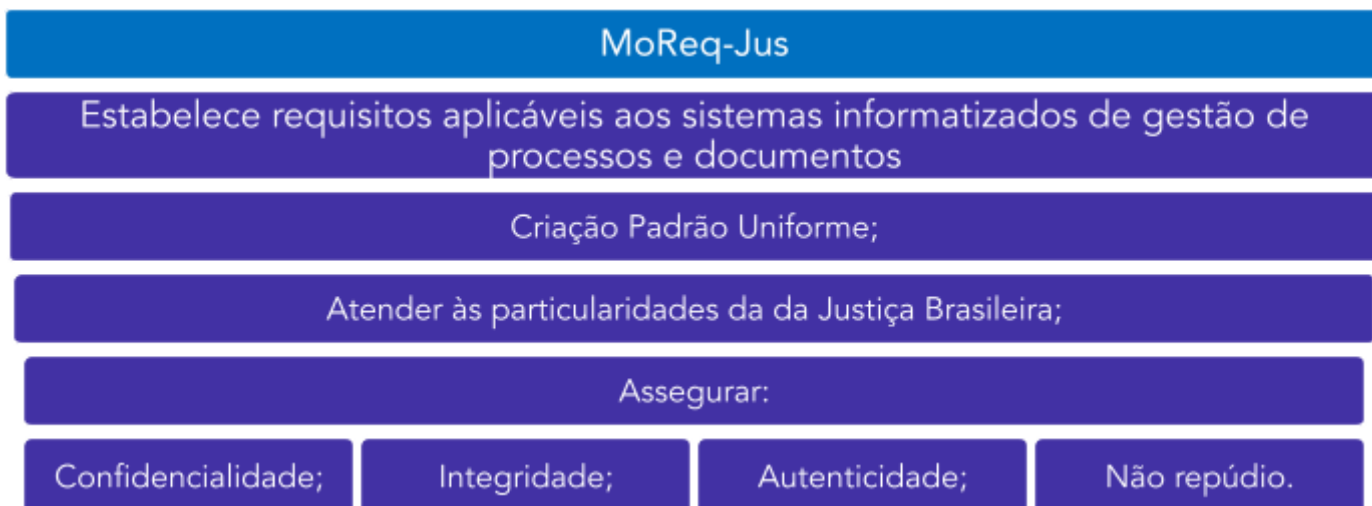 MoReq-Jus
Estabelece requisitos aplicáveis aos sistemas informatizados de gestão de
processos e documentos
Criação Padrão Uniforme;
Atender às particularidades da da Justiça Brasileira;
Assegurar:
Confidencialidade;
Integridade;
Autenticidade;
Não repúdio.